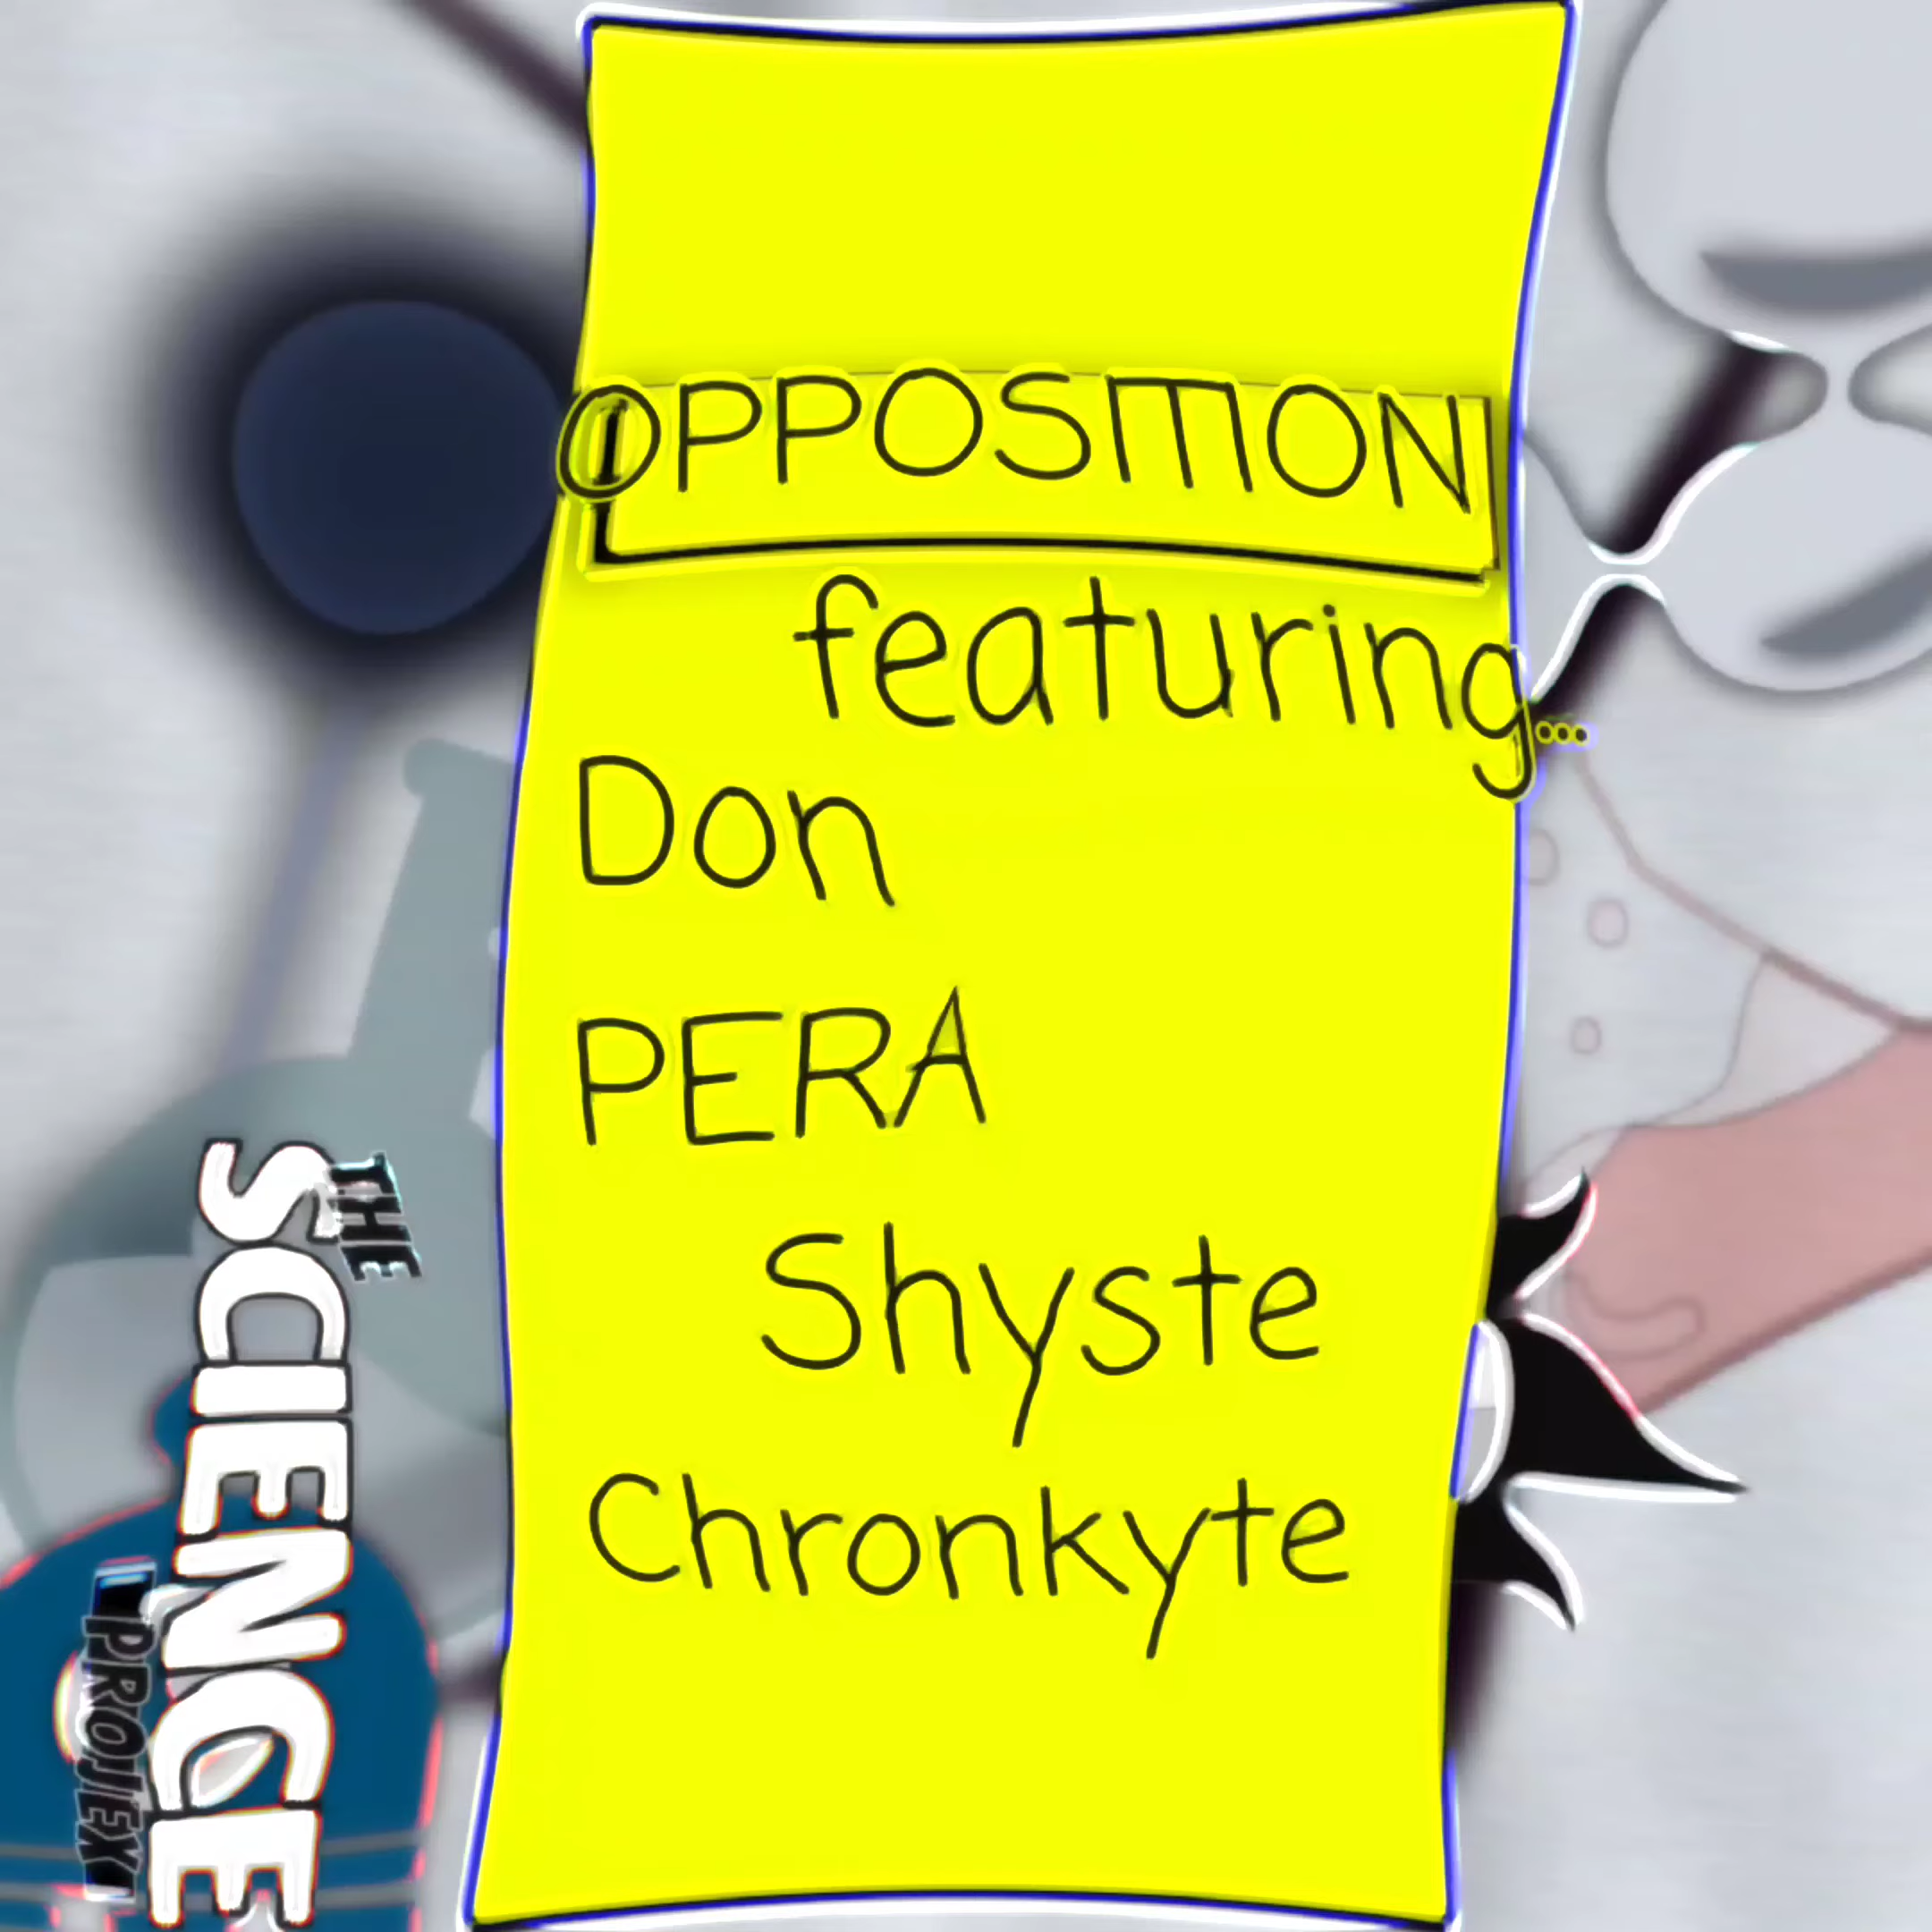 OPPOSITION
featuring...
Don
PERA
Shyste
Chronkyte
THE
SCIENCE
PROJEX